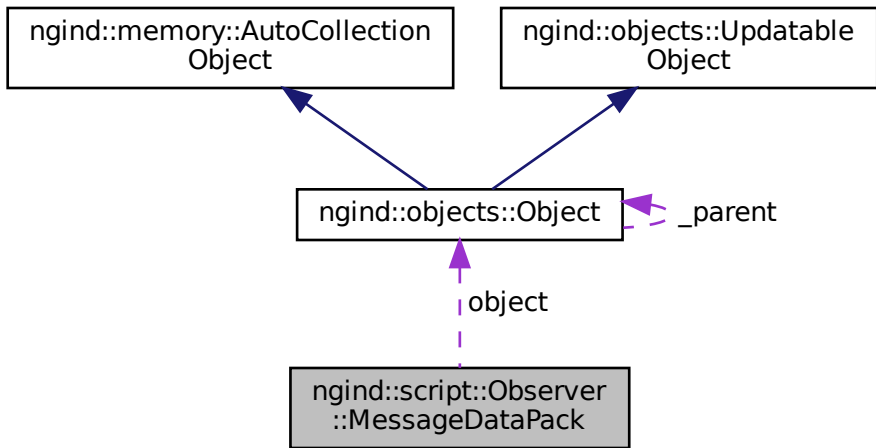 ngind::memory::AutoCollection
Object
ngind::objects::Updatable
Object
ngind::objects::Object
_parent
object
ngind::script::Observer
::MessageDataPack